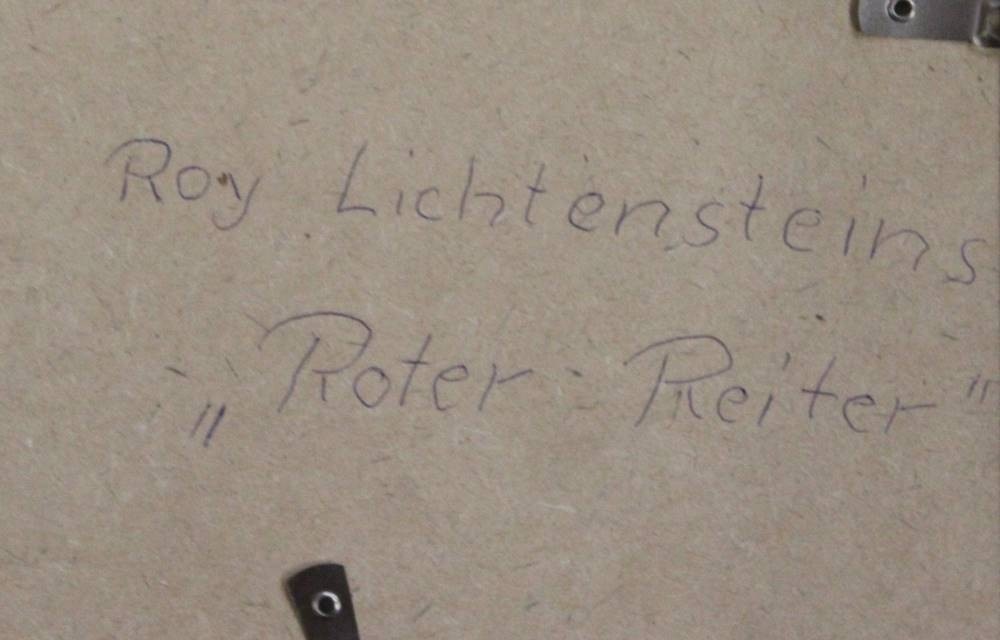 Roy Lichtensteins
„Roter Reiter"